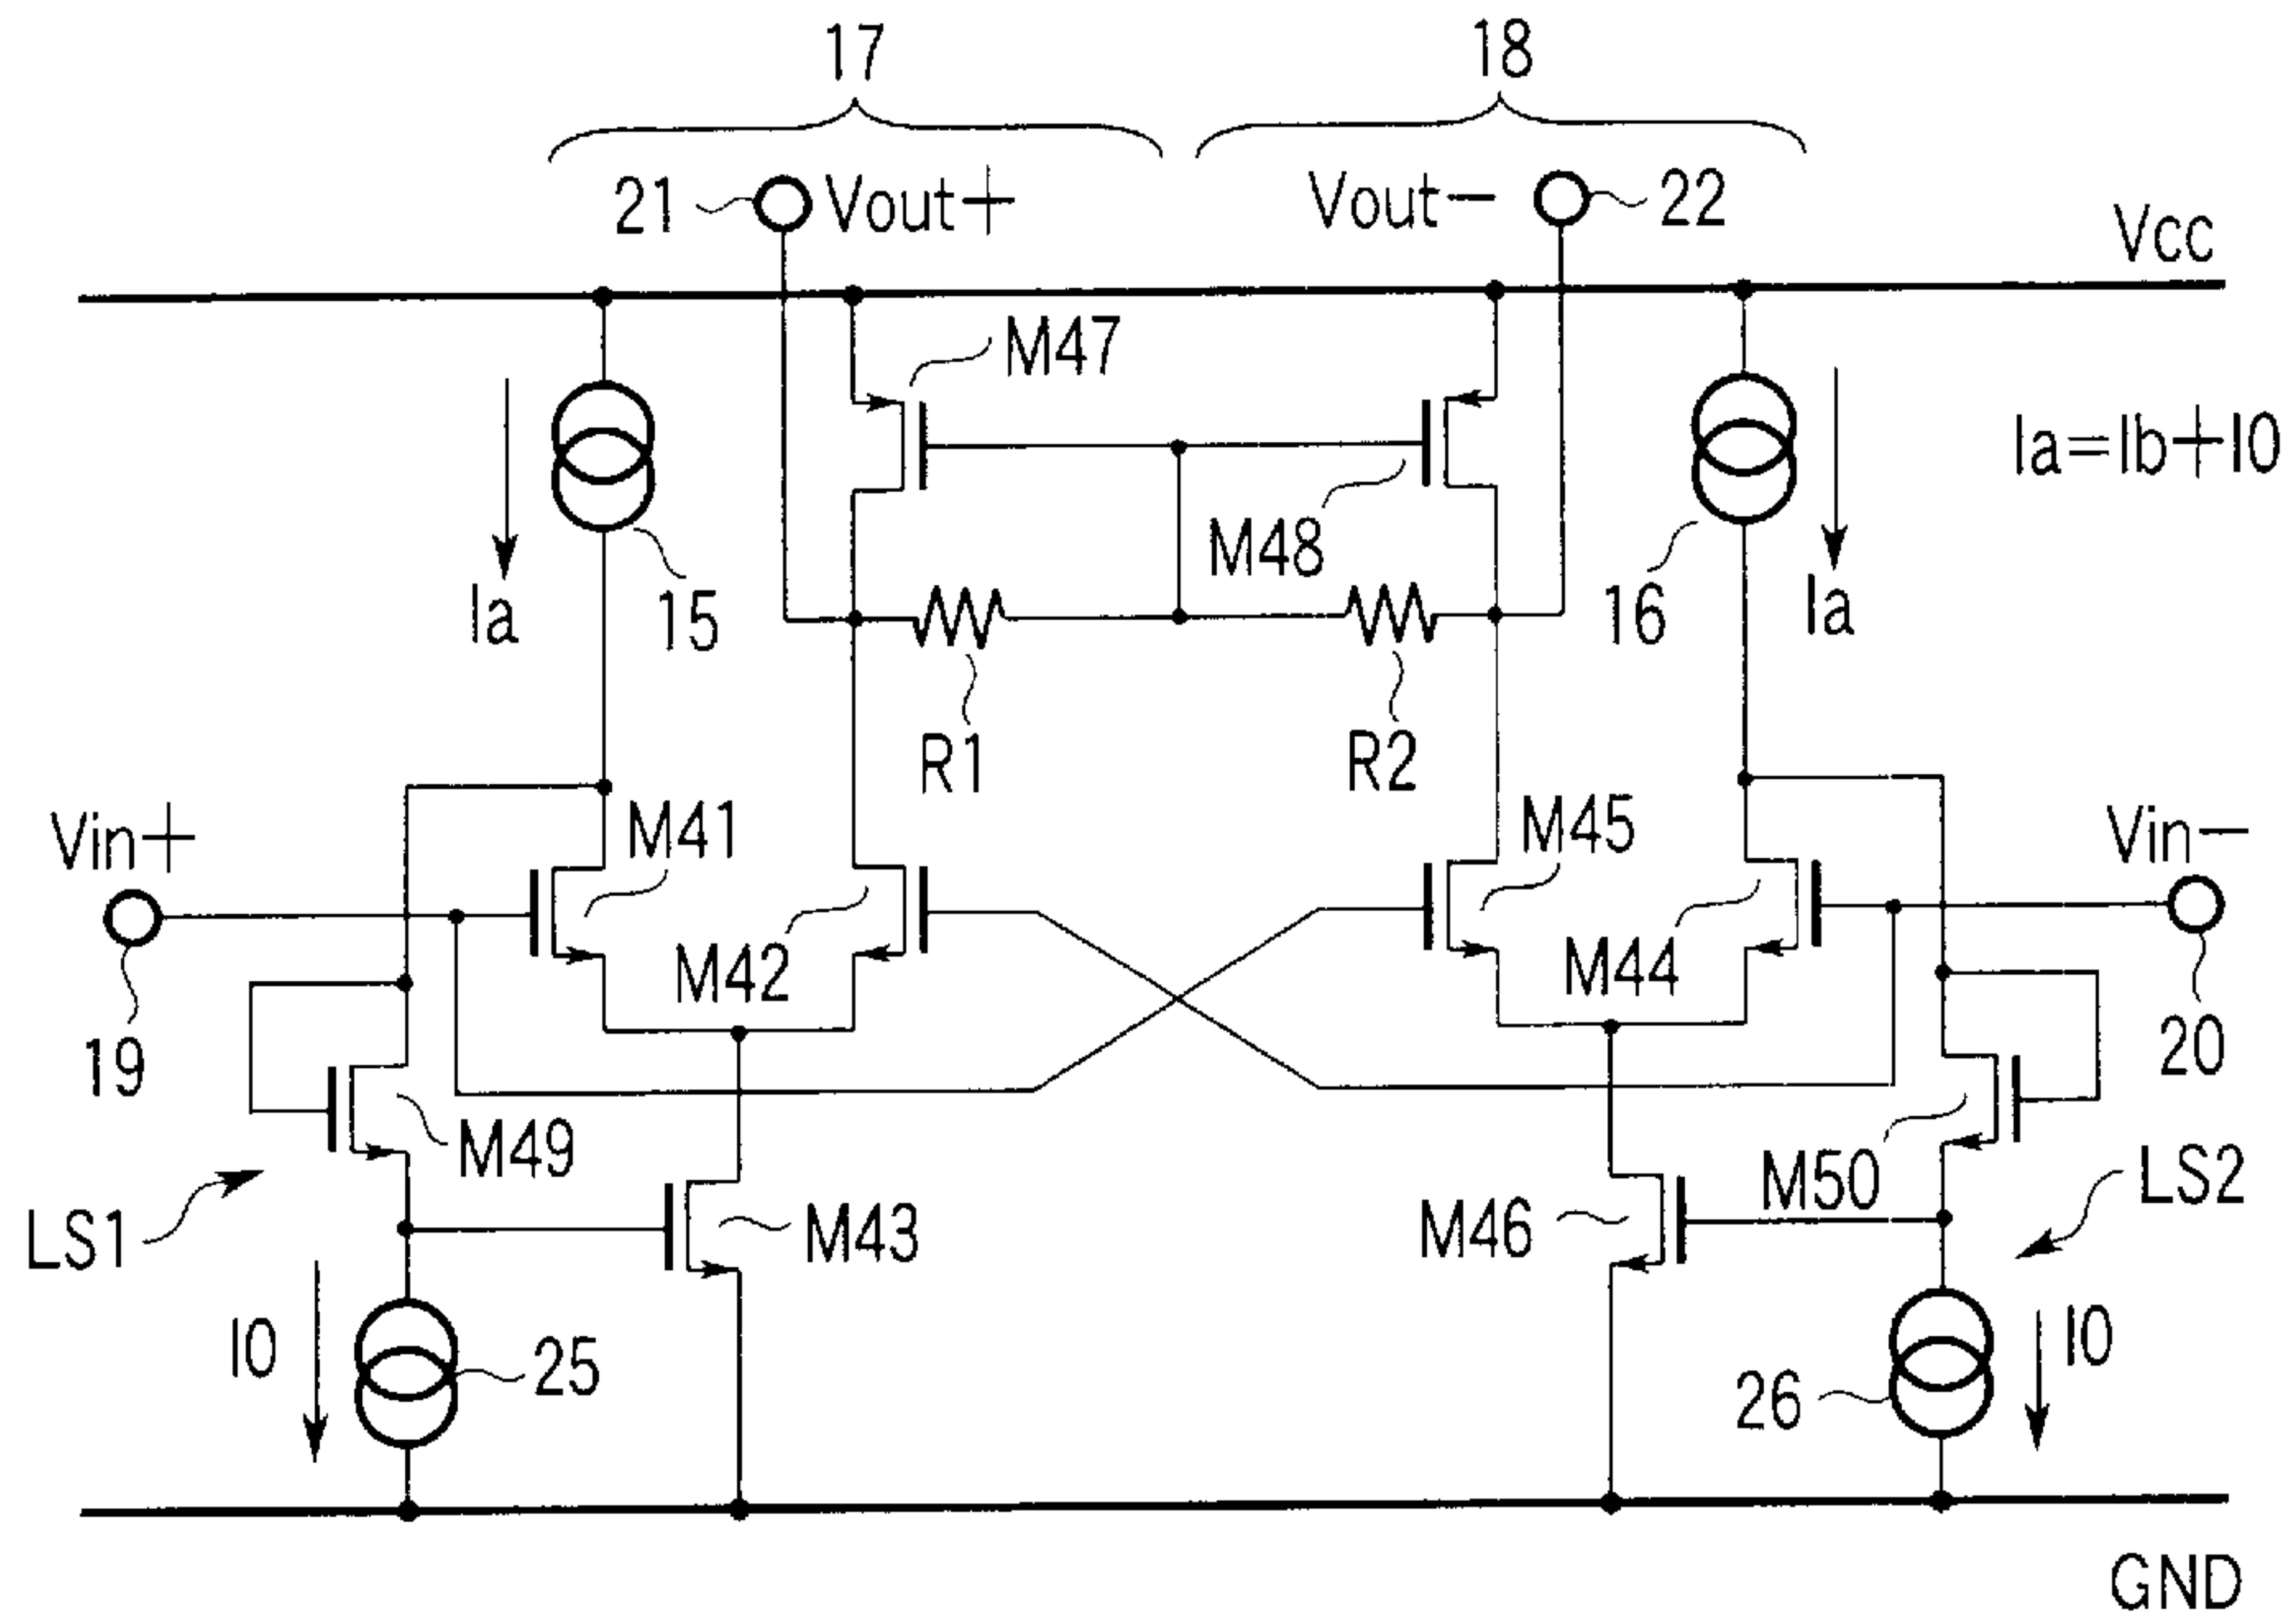 17
18
21
Vout+
Vout−
22
Vcc
M47
Ia=Ib+I0
M48
Ia
15
16
Ia
R1
R2
Vin+
M41
M45
Vin−
M42
M44
19
20
M49
M50
LS1
M43
M46
LS2
I0
25
26
I0
GND